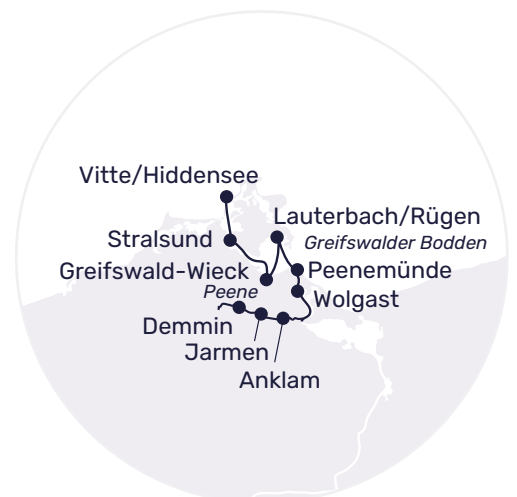 Vitte/Hiddensee
Lauterbach/Rügen
Stralsund
Greifswalder Bodden
Greifswald-Wieck
Peenemünde
Peene
Wolgast
Demmin
Jarmen
Anklam